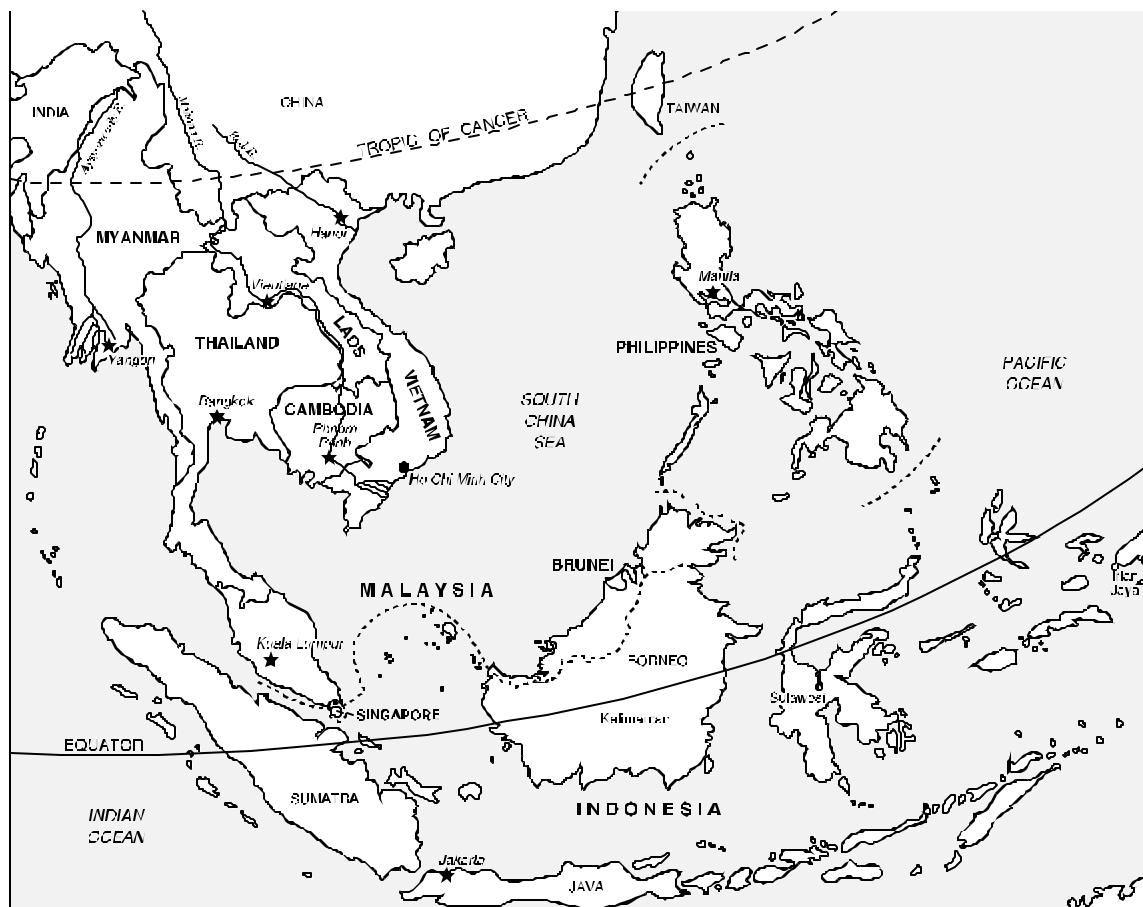 INDIA
CHINA
TAIWAN
TROPIC OF CANCER
MYANMAR
Hanoi
Vientiane
Manila
THAILAND
LAOS
Yangon
VIETNAM
PHILIPPINES
PACIFIC
OCEAN
Bangkok
CAMBODIA
Phnom
Penh
SOUTH
CHINA
SEA
Ho Chi Minh City
BRUNEI
MALAYSIA
Irian
Jaya
Kuala Lumpur
BORNEO
SINGAPORE
Kalimantan
Sulawesi
EQUATOR
SUMATRA
INDONESIA
INDIAN
OCEAN
Jakarta
JAVA